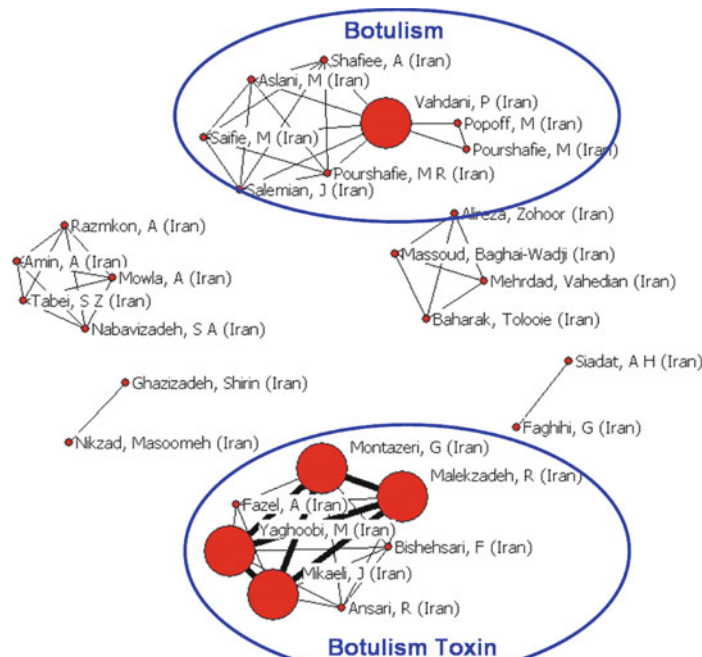 Botulism
Shafiee, A (Iran)
Aslani, M (Iran)
Vahdani, P (Iran)
Popoff, M (Iran)
Saifie, M (Iran)
Pourshafie, M (Iran)
Pourshafie, M R (Iran)
Salemian, J (Iran)
Alireza, Zohoor (Iran)
Razmkon, A (Iran)
Massoud, Baghai-Wadji (Iran)
Amin, A (Iran)
Mowla, A (Iran)
Mehrdad, Vahedian (Iran)
Tabei, S Z (Iran)
Baharak, Tolooie (Iran)
Nabavizadeh, S A (Iran)
Siadat, A H (Iran)
Ghazizadeh, Shirin (Iran)
Faghihi, G (Iran)
Nikzad, Masoomeh (Iran)
Montazeri, G (Iran)
Malekzadeh, R (Iran)
Fazel, A (Iran)
Yaghoobi, M (Iran)
Bishehsari, F (Iran)
Mikaeli, J (Iran)
Ansari, R (Iran)
Botulism Toxin